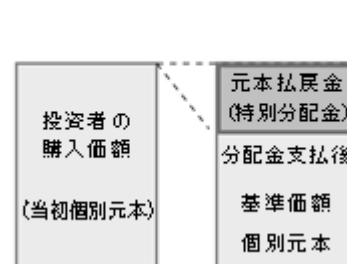 投資者の
購入価額
(当初個別元本)
元本払戻金
(特別分配金)
分配金支払後
基準価額
個別元本